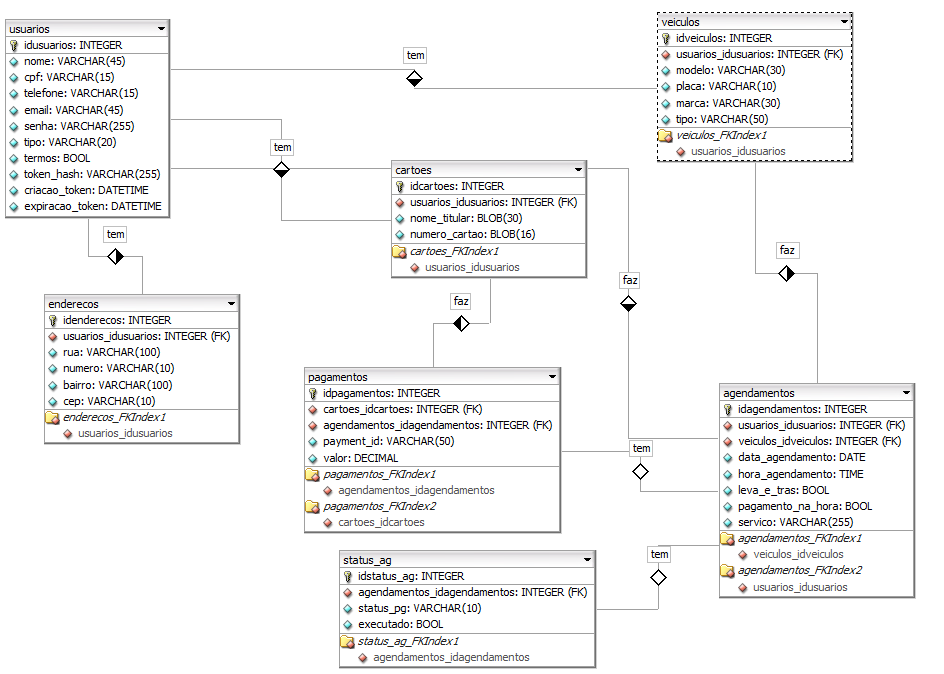 usuarios
idusuarios: INTEGER
nome: VARCHAR(45)
cpf: VARCHAR(15)
telefone: VARCHAR(15)
email: VARCHAR(45)
senha: VARCHAR(255)
tipo: VARCHAR(20)
termos: BOOL
token_hash: VARCHAR(255)
criacao_token: DATETIME
expiracao_token: DATETIME
tem
veiculos
idveiculos: INTEGER
usuarios_idusuarios: INTEGER (FK)
modelo: VARCHAR(30)
placa: VARCHAR(10)
marca: VARCHAR(30)
tipo: VARCHAR(50)
veiculos_FKIndex1
usuarios_idusuarios
tem
cartoes
idcartoes: INTEGER
usuarios_idusuarios: INTEGER (FK)
nome_titular: BLOB(30)
numero_cartao: BLOB(16)
cartoes_FKIndex1
usuarios_idusuarios
tem
faz
faz
faz
enderecos
idenderecos: INTEGER
usuarios_idusuarios: INTEGER (FK)
rua: VARCHAR(100)
numero: VARCHAR(10)
bairro: VARCHAR(100)
cep: VARCHAR(10)
enderecos_FKIndex1
usuarios_idusuarios
pagamentos
idpagamentos: INTEGER
cartoes_idcartoes: INTEGER (FK)
agendamentos_idagendamentos: INTEGER (FK)
payment_id: VARCHAR(50)
valor: DECIMAL
pagamentos_FKIndex1
agendamentos_idagendamentos
pagamentos_FKIndex2
cartoes_idcartoes
tem
agendamentos
idagendamentos: INTEGER
usuarios_idusuarios: INTEGER (FK)
veiculos_idveiculos: INTEGER (FK)
data_agendamento: DATE
hora_agendamento: TIME
leva_e_tras: BOOL
pagamento_na_hora: BOOL
servico: VARCHAR(255)
agendamentos_FKIndex1
veiculos_idveiculos
agendamentos_FKIndex2
usuarios_idusuarios
tem
status_ag
idstatus_ag: INTEGER
agendamentos_idagendamentos: INTEGER (FK)
status_pg: VARCHAR(10)
executado: BOOL
status_ag_FKIndex1
agendamentos_idagendamentos